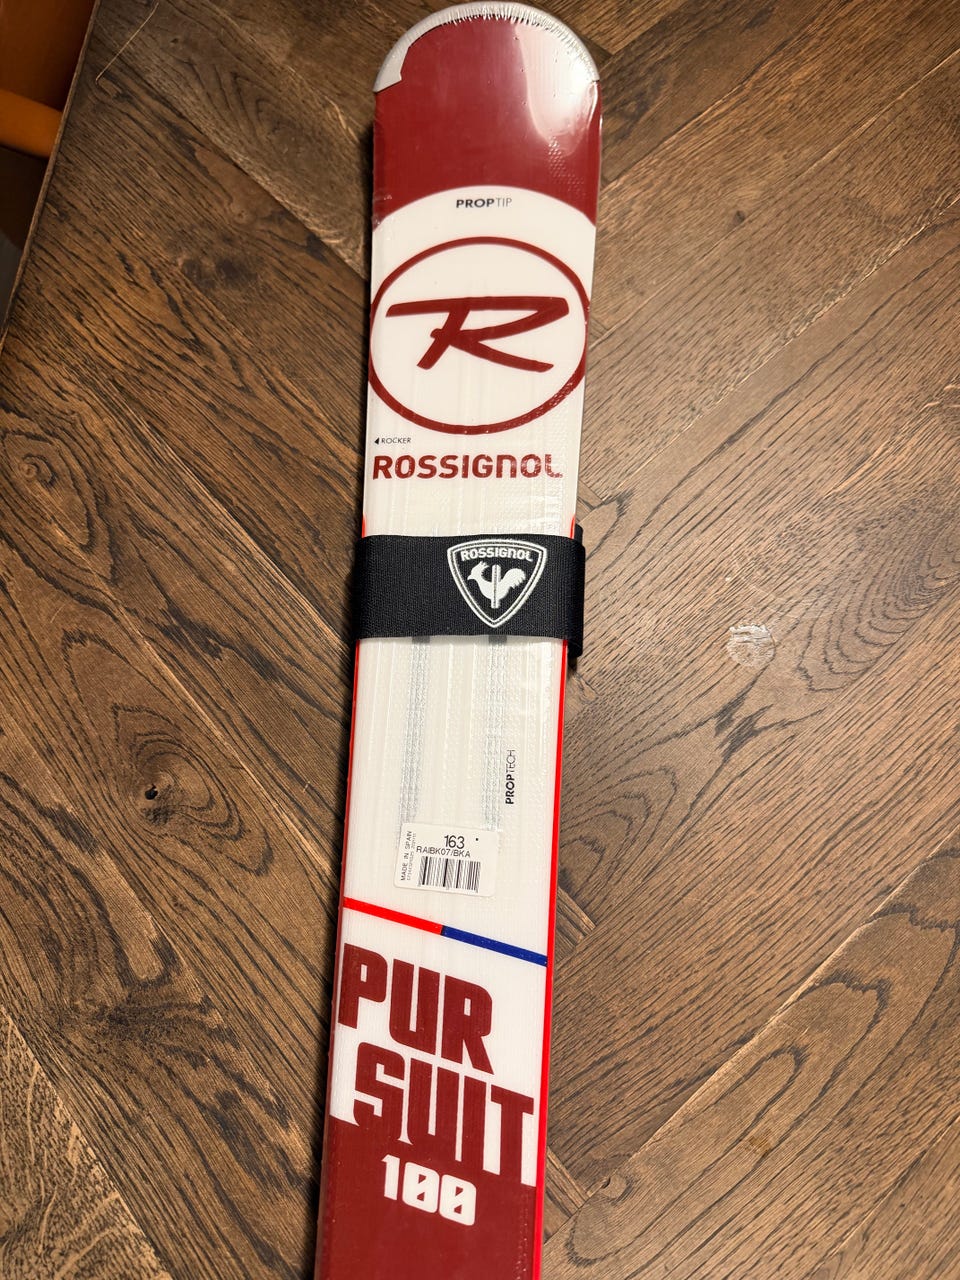 PROPTIP
R
ROCKER
ROSSIGNOL
ROSSIGNOL
PROPTECH
163
RAIBK07/BKA
MADE IN SPAIN
PUR
SUIT
100